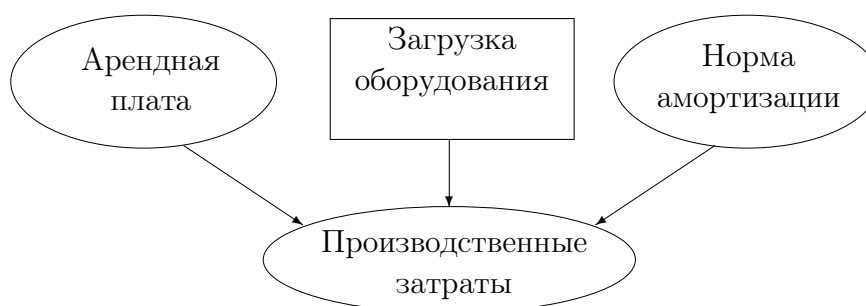 Арендная
плата
Загрузка
оборудования
Норма
амортизации
Производственные
затраты